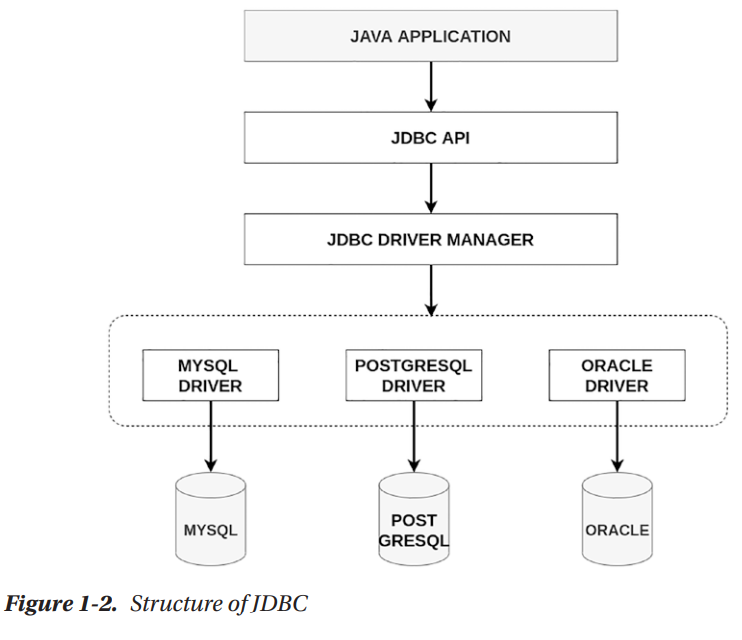 JAVA APPLICATION
JDBC API
JDBC DRIVER MANAGER
MYSQL
DRIVER
POSTGRESQL
DRIVER
ORACLE
DRIVER
MYSQL
POST
GRESQL
ORACLE
Figure 1-2. Structure of JDBC